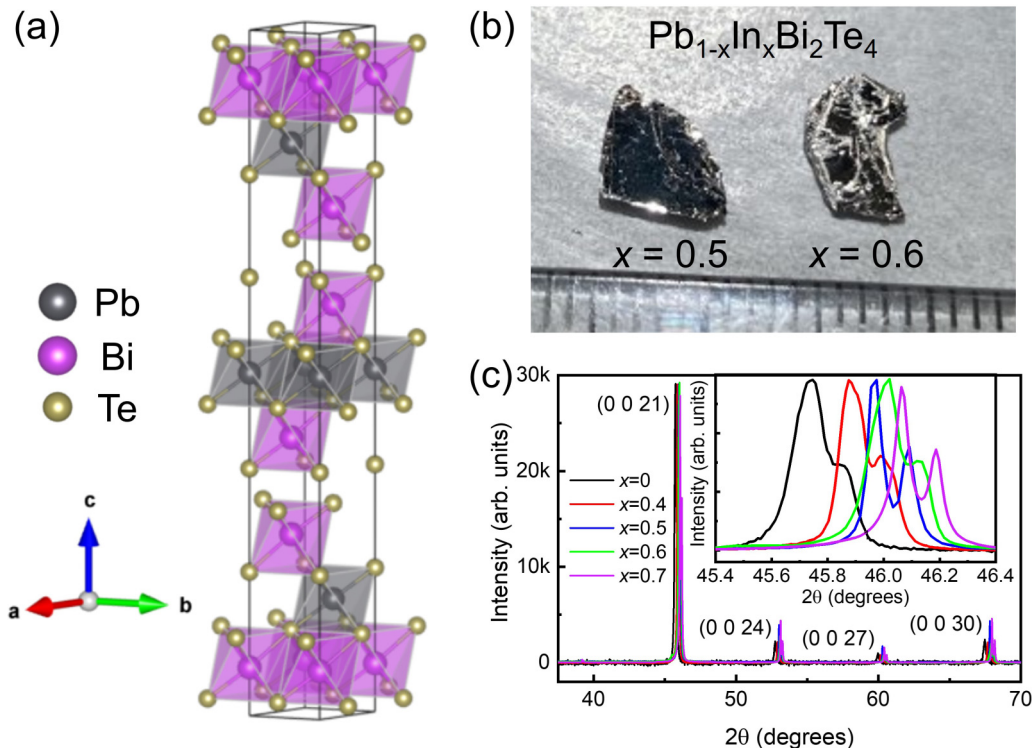 (a)
Pb
Bi
Te
c
a
b
(b)
Pb1-xInxBi2Te4
x = 0.5
x = 0.6
(c)
30k
20k
10k
0
Intensity (arb. units)
(0 0 21)
x=0
x=0.4
x=0.5
x=0.6
x=0.7
Intensity (arb. units)
45.4 45.6 45.8 46.0 46.2 46.4
2θ (degrees)
(0 0 24)
(0 0 27)
(0 0 30)
40 50 60 70
2θ (degrees)